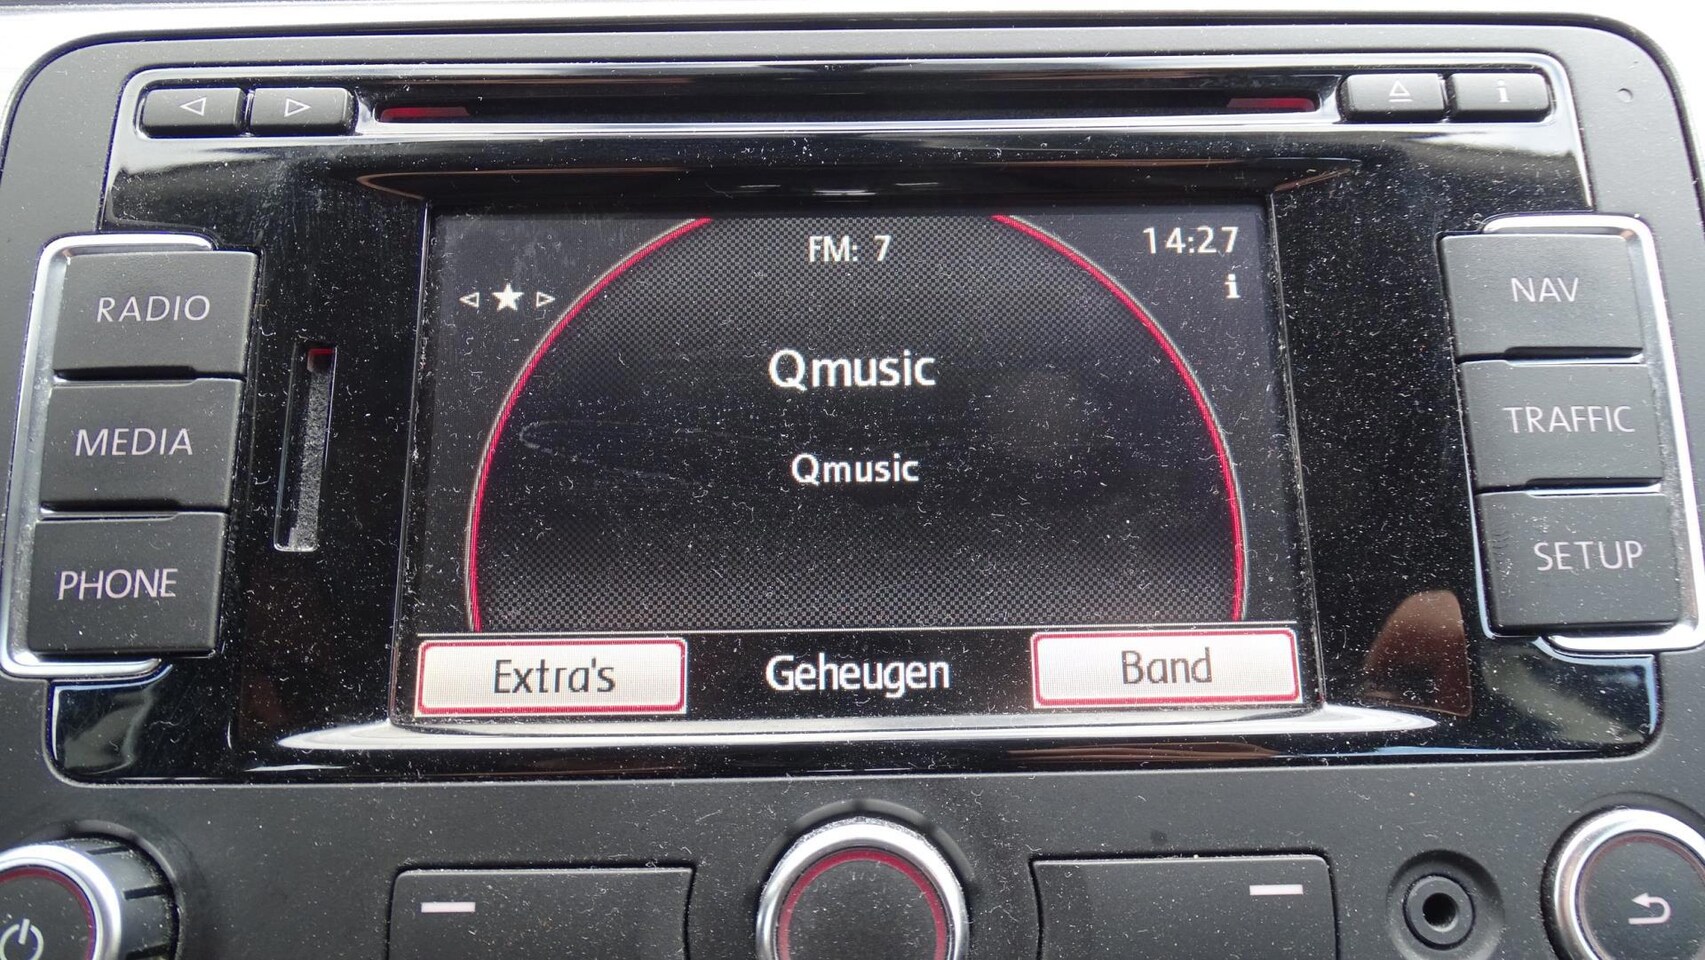 FM: 7
14:27
i
Qmusic
Qmusic
Extra's
Geheugen
Band
RADIO
MEDIA
PHONE
NAV
TRAFFIC
SETUP
i